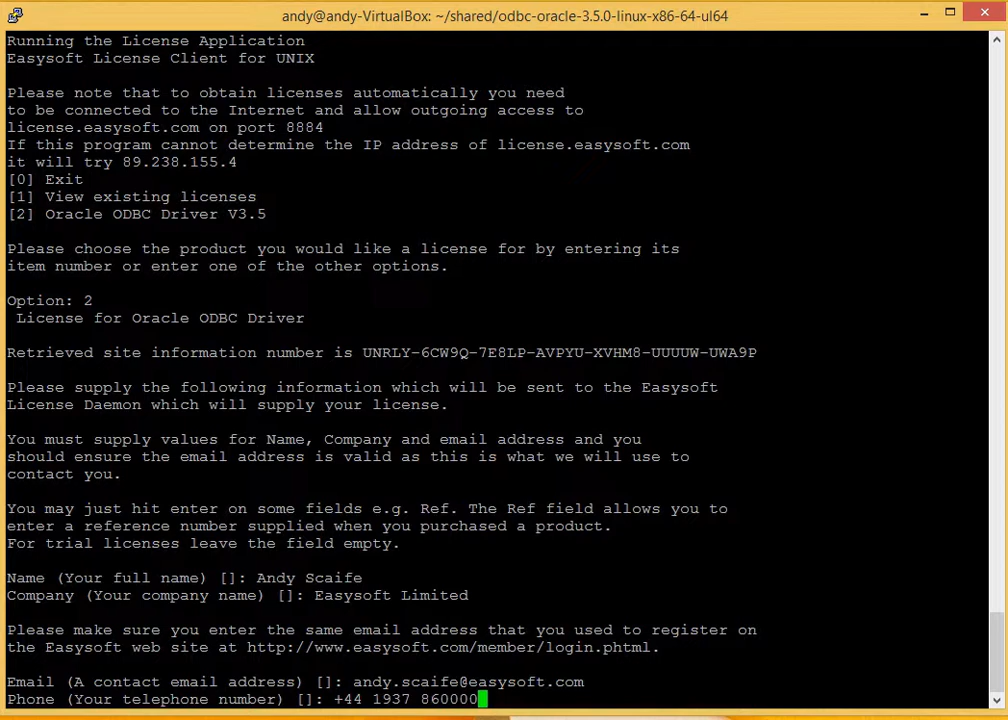 andy@andy-VirtualBox: ~/shared/odbc-oracle-3.5.0-linux-x86-64-ul64
Running the License Application
Easysoft License Client for UNIX
Please note that to obtain licenses automatically you need
to be connected to the Internet and allow outgoing access to
license.easysoft.com on port 8884
If this program cannot determine the IP address of license.easysoft.com
it will try 89.238.155.4
[0] Exit
[1] View existing licenses
[2] Oracle ODBC Driver V3.5
Please choose the product you would like a license for by entering its
item number or enter one of the other options.
Option: 2
License for Oracle ODBC Driver
Retrieved site information number is UNRLY-6CW9Q-7E8LP-AVPYU-XVHM8-UUUUW-UWA9P
Please supply the following information which will be sent to the Easysoft
License Daemon which will supply your license.
You must supply values for Name, Company and email address and you
should ensure the email address is valid as this is what we will use to
contact you.
You may just hit enter on some fields e.g. Ref. The Ref field allows you to
enter a reference number supplied when you purchased a product.
For trial licenses leave the field empty.
Name (Your full name) []: Andy Scaife
Company (Your company name) []: Easysoft Limited
Please make sure you enter the same email address that you used to register on
the Easysoft web site at http://www.easysoft.com/member/login.phtml.
Email (A contact email address) []: andy.scaife@easysoft.com
Phone (Your telephone number) []: +44 1937 860000